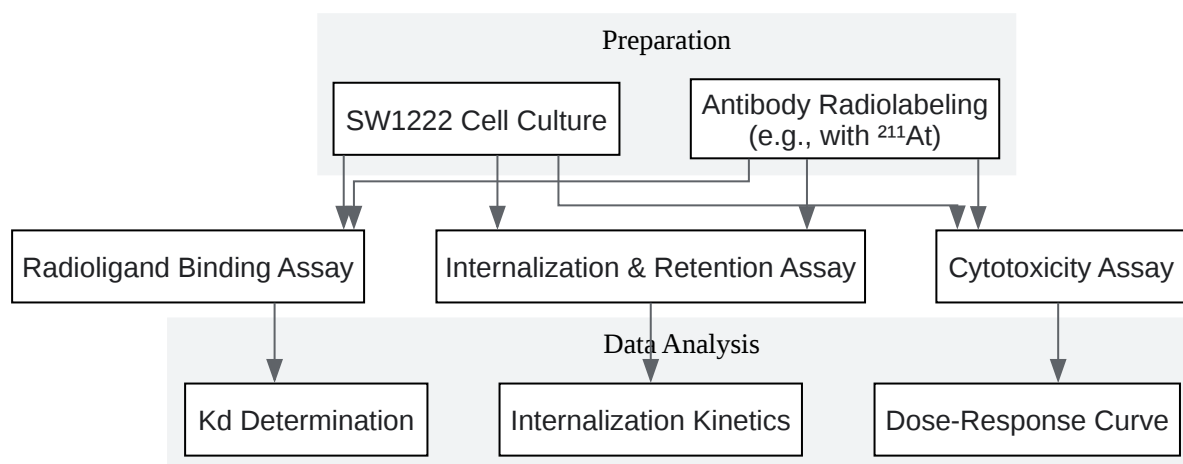 Preparation
SW1222 Cell Culture
Antibody Radiolabeling
(e.g., with ²¹¹At)
Radioligand Binding Assay
Internalization & Retention Assay
Cytotoxicity Assay
Data Analysis
Kd Determination
Internalization Kinetics
Dose-Response Curve